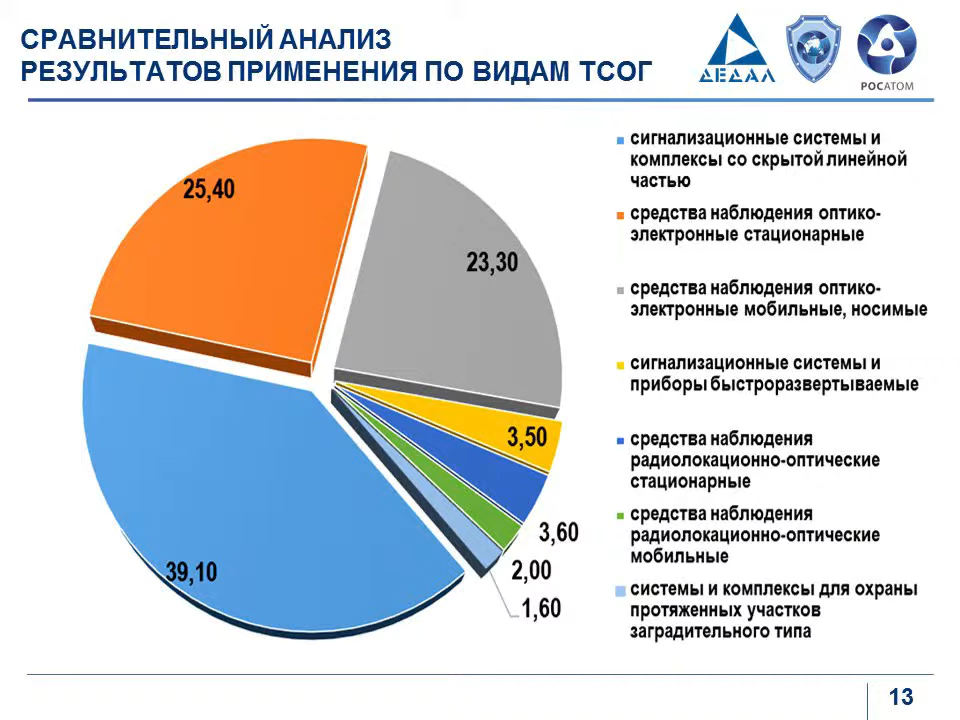 СРАВНИТЕЛЬНЫЙ АНАЛИЗ
РЕЗУЛЬТАТОВ ПРИМЕНЕНИЯ ПО ВИДАМ ТСОГ
ДЕДАЛ
РОСАТОМ
25,40
23,30
3,50
3,60
2,00
1,60
39,10
сигнализационные системы и
комплексы со скрытой линейной
частью
средства наблюдения оптико-
электронные стационарные
средства наблюдения оптико-
электронные мобильные, носимые
сигнализационные системы и
приборы быстроразвертываемые
средства наблюдения
радиолокационно-оптические
стационарные
средства наблюдения
радиолокационно-оптические
мобильные
системы и комплексы для охраны
протяженных участков
заградительного типа
13